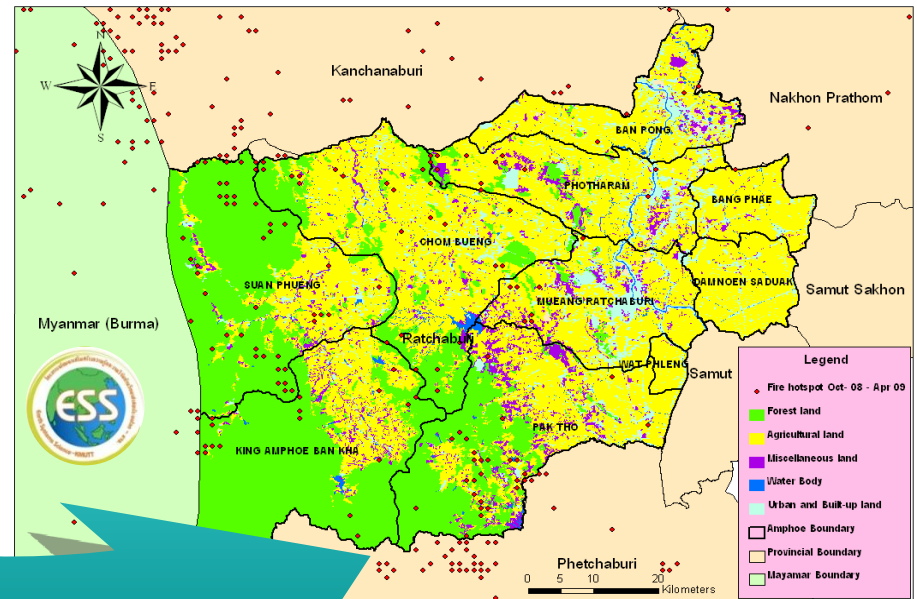 N
W
E
S
Kanchanaburi
Nakhon Prathom
BAN PONG
PHOTHARAM
BANG PHAE
CHOM BUENG
SUAN PHUENG
DAMNOEN SADUAK
MUEANG RATCHABURI
Samut Sakhon
Myanmar (Burma)
Ratchaburi
WAT PHLENG
Samut
PAK THO
KING AMPHOE BAN KHA
Phetchaburi
ESS
Legend
Fire hotspot Oct- 08 - Apr 09
Forest land
Agricultural land
Miscellaneous land
Water Body
Urban and Built-up land
Amphoe Boundary
Provincial Boundary
Mayamar Boundary
0 5 10 20
Kilometers